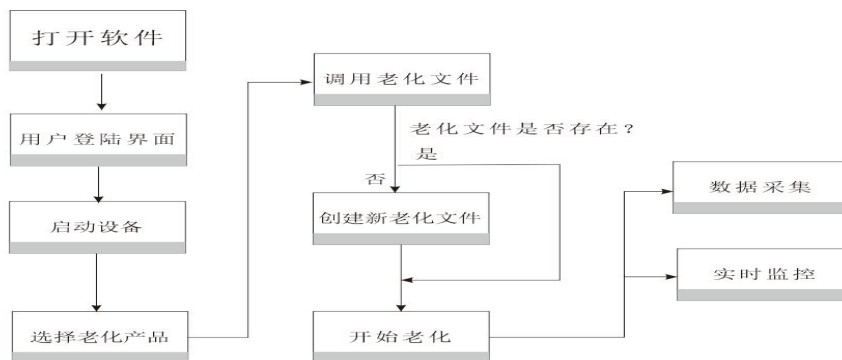 打开软件
用户登陆界面
启动设备
选择老化产品
调用老化文件
老化文件是否存在？
是
否
创建新老化文件
开始老化
数据采集
实时监控